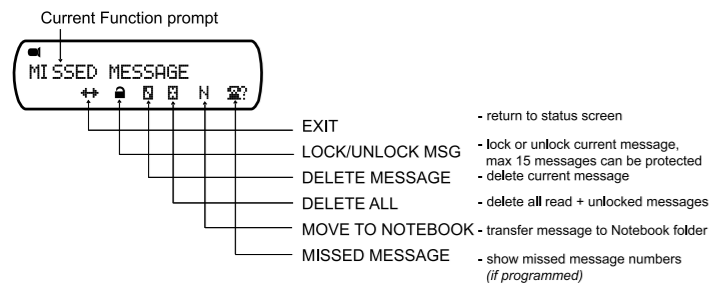 Current Function prompt
MISSED MESSAGE
N ?
EXIT - return to status screen
LOCK/UNLOCK MSG - lock or unlock current message,
max 15 messages can be protected
DELETE MESSAGE - delete current message
DELETE ALL - delete all read + unlocked messages
MOVE TO NOTEBOOK - transfer message to Notebook folder
MISSED MESSAGE - show missed message numbers
(if programmed)